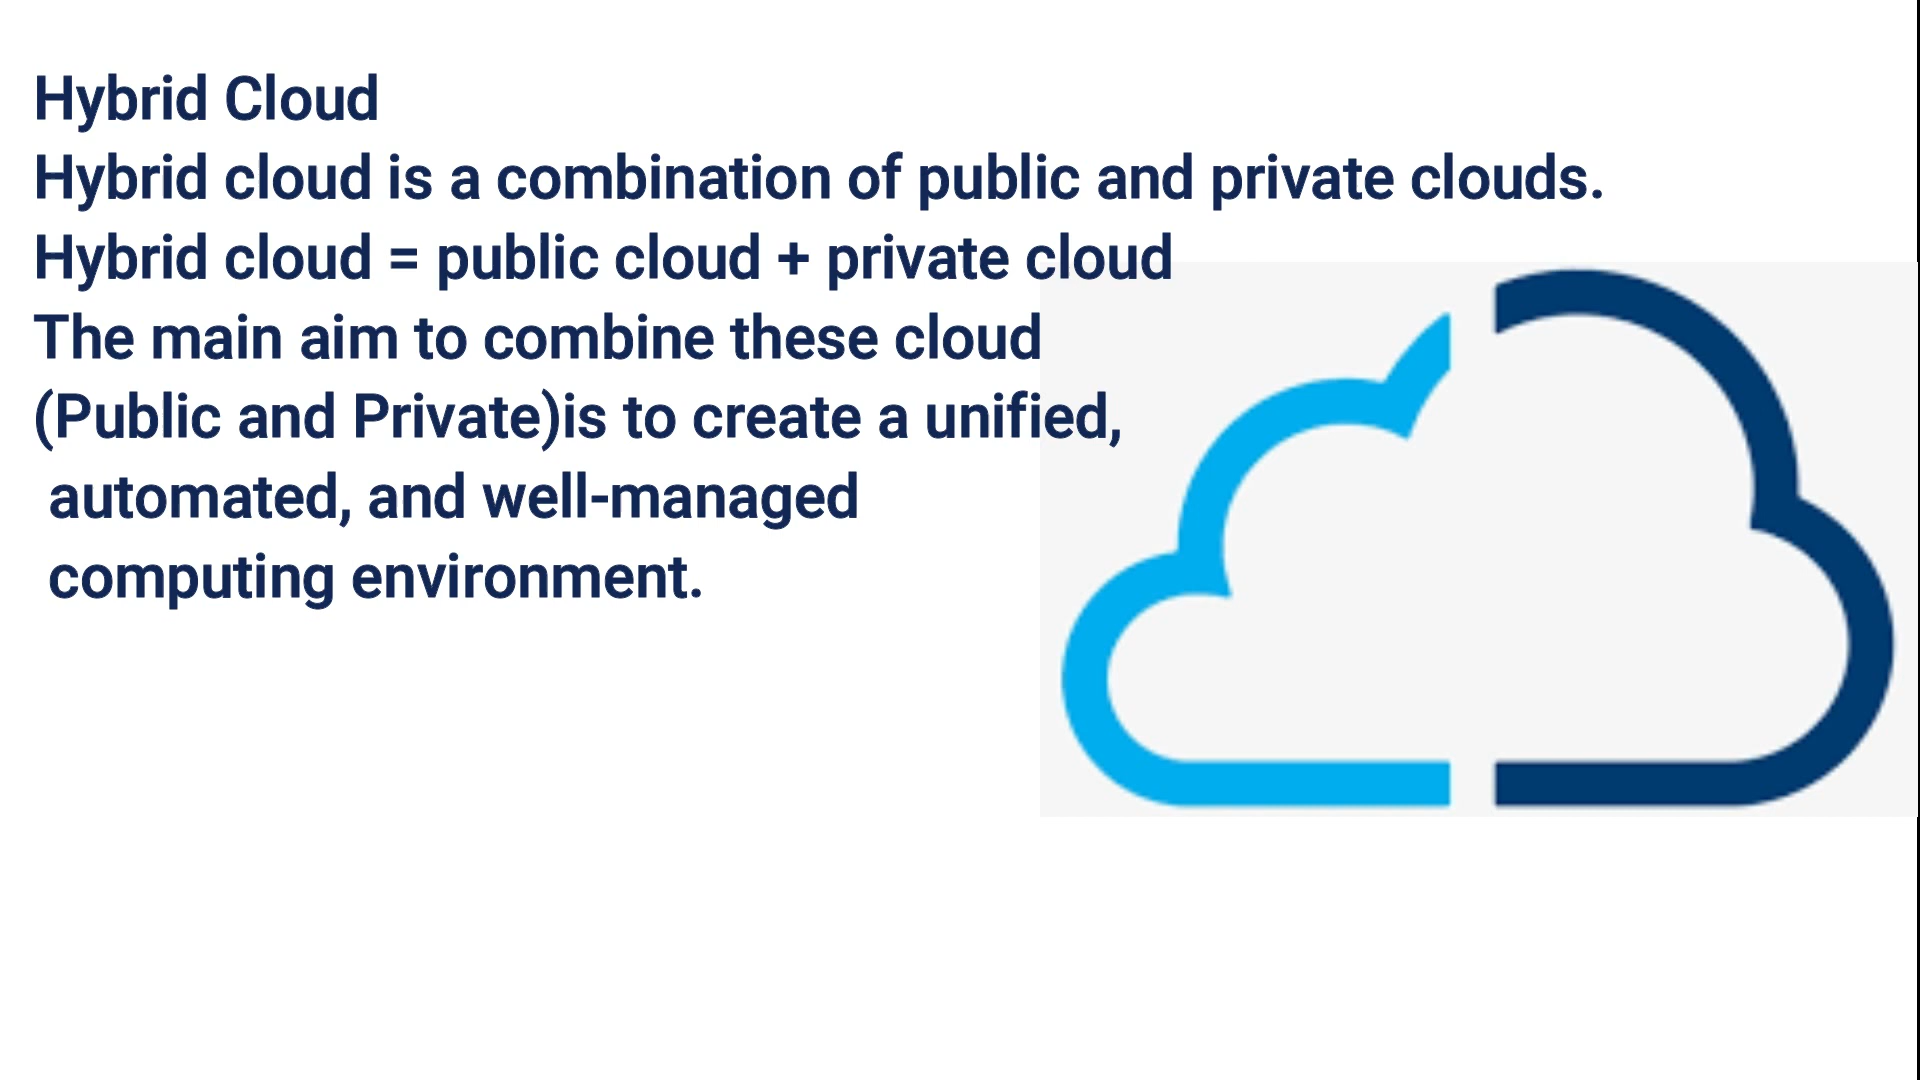 Hybrid Cloud
Hybrid cloud is a combination of public and private clouds.
Hybrid cloud = public cloud + private cloud
The main aim to combine these cloud
(Public and Private)is to create a unified,
automated, and well-managed
computing environment.